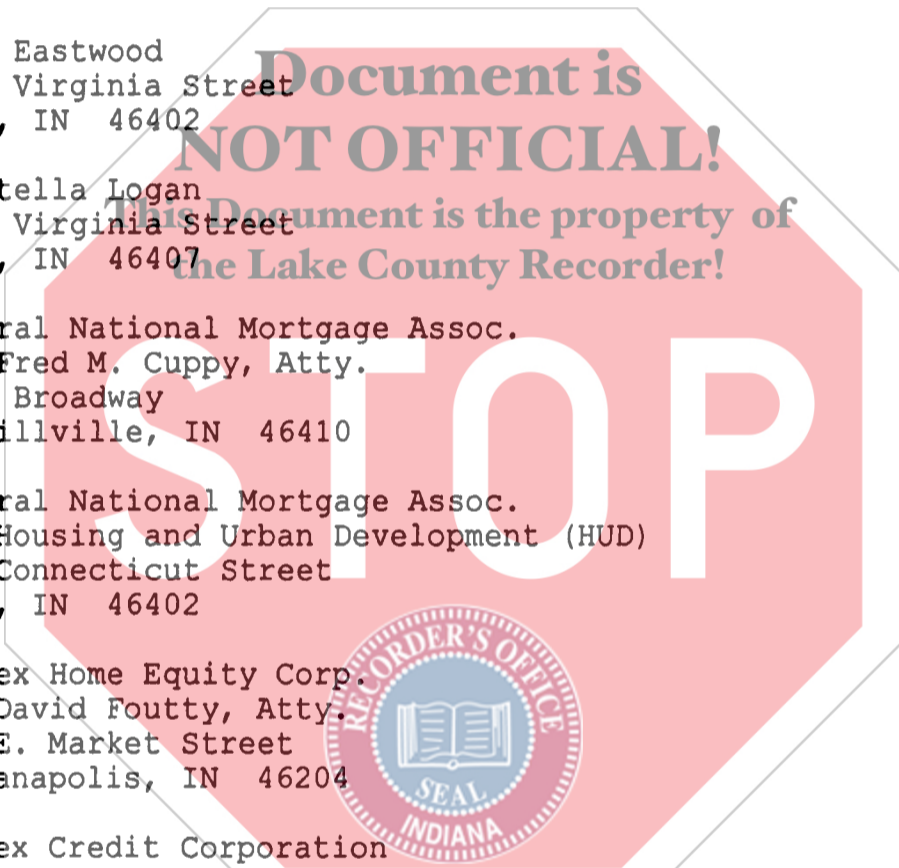 Eastwood
Virginia Street
, IN 46402
tella Logan
Virginia Street
, IN 46407
ral National Mortgage Assoc.
Fred M. Cuppy, Atty.
Broadway
illville, IN 46410
ral National Mortgage Assoc.
Housing and Urban Development (HUD)
Connecticut Street
, IN 46402
ex Home Equity Corp.
David Foutty, Atty.
E. Market Street
anapolis, IN 46204
ex Credit Corporation
Document is
NOT OFFICIAL!
This Document is the property of
the Lake County Recorder!
STOP
RECORDER'S OFFICE
SEAL
INDIANA